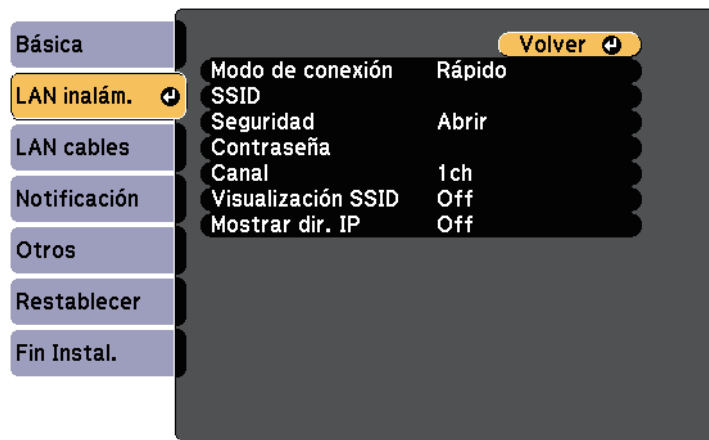 Básica
LAN inalám.
LAN cables
Notificación
Otros
Restablecer
Fin Instal.
Volver
Modo de conexión Rápido
SSID
Seguridad Abrir
Contraseña
Canal 1ch
Visualización SSID Off
Mostrar dir. IP Off